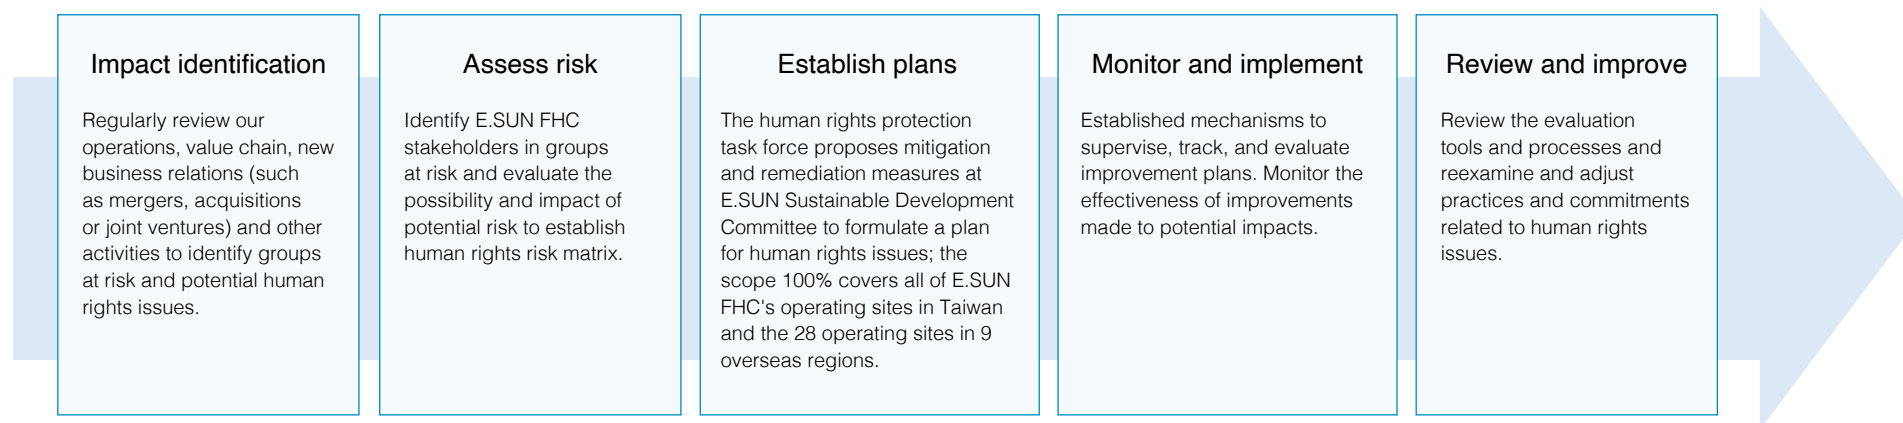 Impact identification
Regularly review our
operations, value chain, new
business relations (such
as mergers, acquisitions
or joint ventures) and other
activities to identify groups
at risk and potential human
rights issues.
Assess risk
Identify E.SUN FHC
stakeholders in groups
at risk and evaluate the
possibility and impact of
potential risk to establish
human rights risk matrix.
Establish plans
The human rights protection
task force proposes mitigation
and remediation measures at
E.SUN Sustainable Development
Committee to formulate a plan
for human rights issues; the
scope 100% covers all of E.SUN
FHC's operating sites in Taiwan
and the 28 operating sites in 9
overseas regions.
Monitor and implement
Established mechanisms to
supervise, track, and evaluate
improvement plans. Monitor the
effectiveness of improvements
made to potential impacts.
Review and improve
Review the evaluation
tools and processes and
reexamine and adjust
practices and commitments
related to human rights
issues.